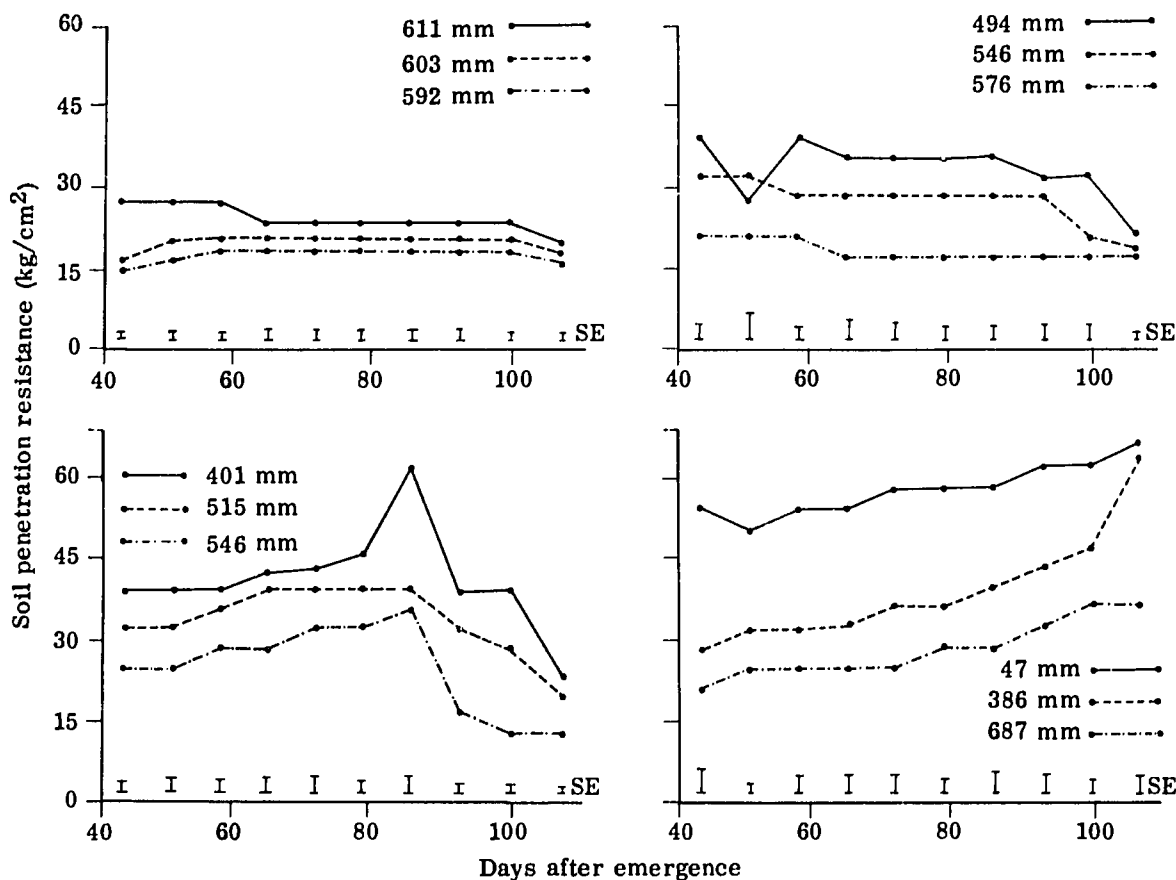 Soil penetration resistance (kg/cm²)
60
45
30
15
0
611 mm
603 mm
592 mm
SE
40 60 80 100
494 mm
546 mm
576 mm
SE
40 60 80 100
60
45
30
15
0
401 mm
515 mm
546 mm
SE
40 60 80 100
47 mm
386 mm
687 mm
SE
40 60 80 100
Days after emergence